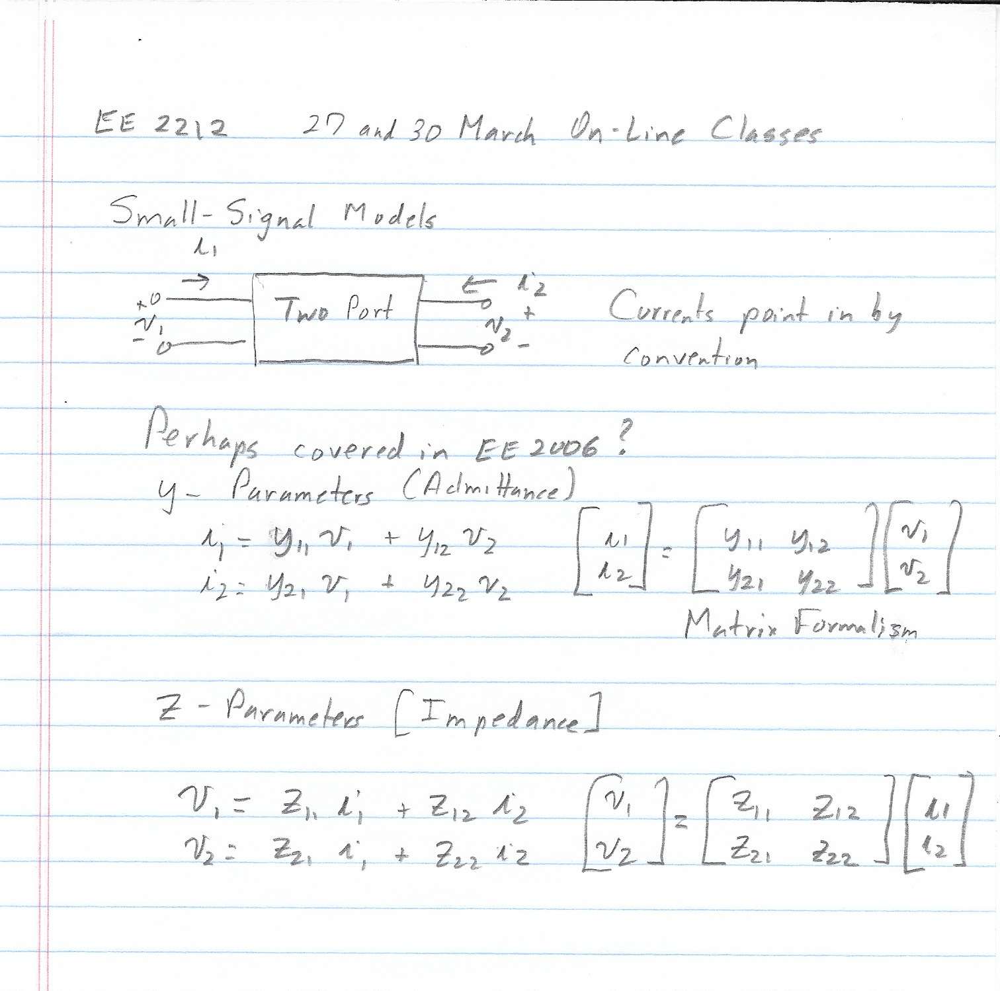 EE 2212 27 and 30 March On-Line Classes
Small-Signal Models
i1
→ ← i2
+ Two Port +
v1 v2 Currents point in by
- - convention
Perhaps covered in EE 2006?
y- Parameters (Admittance)
i1 = y11 v1 + y12 v2 [i1] = [y11 y12][v1]
i2 = y21 v1 + y22 v2 [i2] [y21 y22][v2]
Matrix Formalism
Z - Parameters [Impedance]
v1 = Z11 i1 + Z12 i2 [v1] = [Z11 Z12][i1]
v2 = Z21 i1 + Z22 i2 [v2] [Z21 Z22][i2]